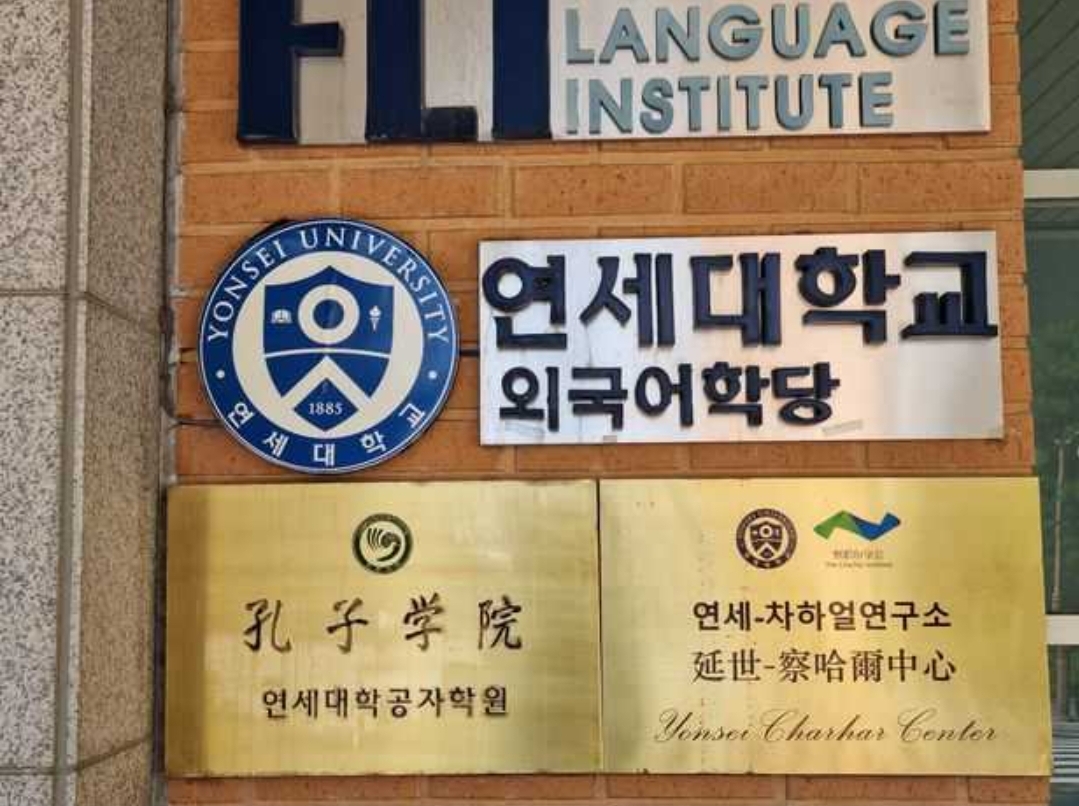 FLI
LANGUAGE
INSTITUTE
YONSEI UNIVERSITY
1885
연세대학교
연세대학교
외국어학당
孔子学院
연세대학공자학원
연세-차하얼연구소
延世-察哈爾中心
Yonsei Charhar Center